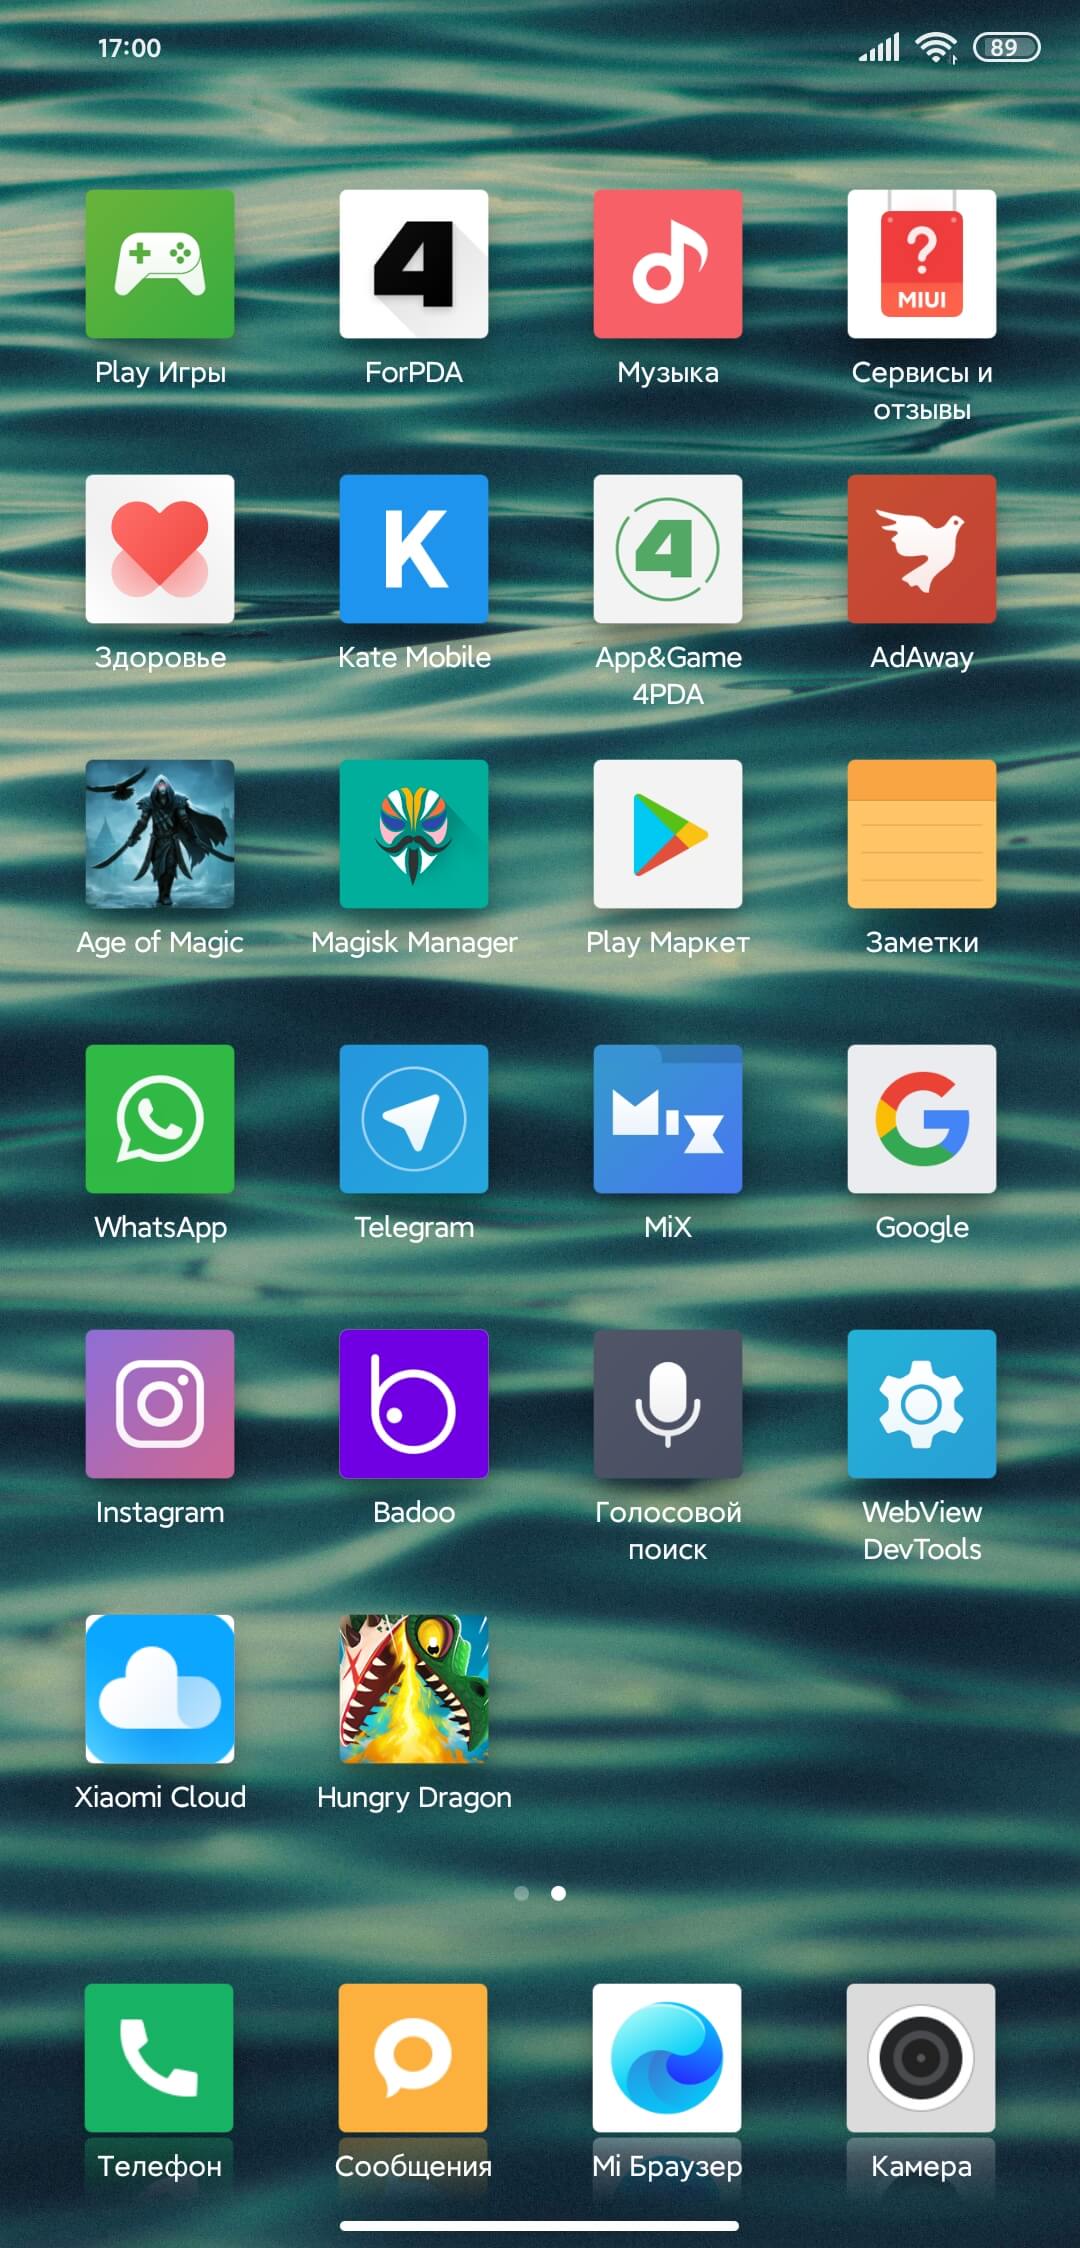 17:00
89
MIUI
Play Игры
ForPDA
Музыка
Сервисы и
отзывы
Здоровье
Kate Mobile
App&Game
4PDA
AdAway
Age of Magic
Magisk Manager
Play Маркет
Заметки
MiX
WhatsApp
Telegram
MiX
Google
Instagram
Badoo
Голосовой
поиск
WebView
DevTools
Xiaomi Cloud
Hungry Dragon
Телефон
Сообщения
Mi Браузер
Камера